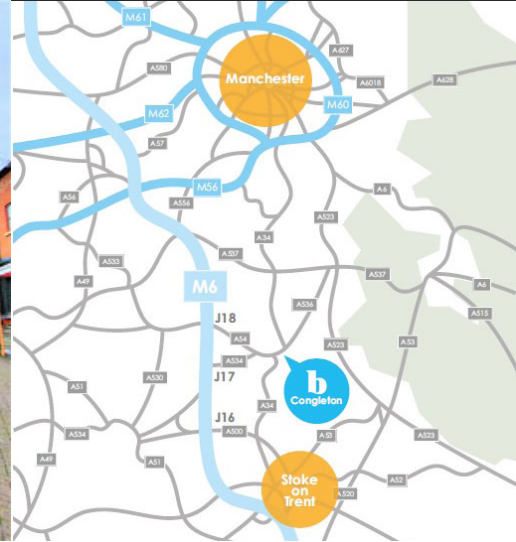 M61
A627
A580
Manchester
A6018
A628
M60
M62
A57
M56
A6
A56
A556
A523
A34
A533
A537
A537
A49
M6
A6
A536
A515
J18
A54
A53
A523
A534
b
Congleton
J17
A530
A51
A34
J16
A534
A500
A53
A523
A49
A51
Stoke
on
Trent
A52
A520